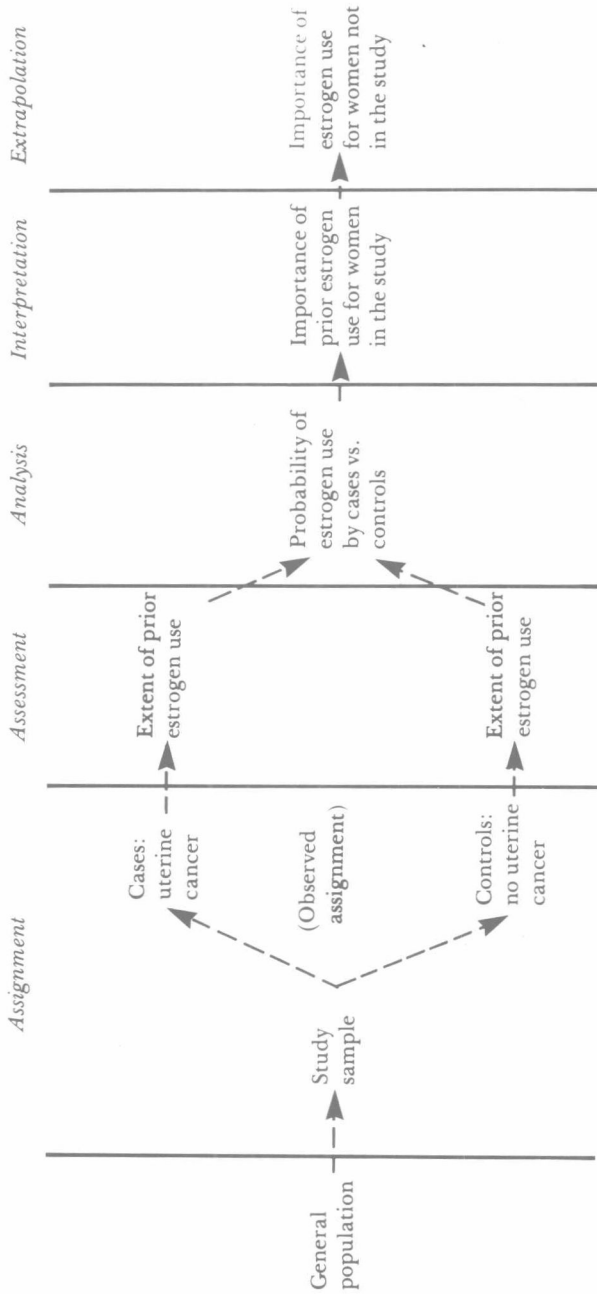 Assignment
Assessment
Analysis
Interpretation
Extrapolation
General
population
Study
sample
Cases:
uterine
cancer
(Observed
assignment)
Controls:
no uterine
cancer
Extent of prior
estrogen use
Extent of prior
estrogen use
Probability of
estrogen use
by cases vs.
controls
Importance of
prior estrogen
use for women
in the study
Importance of
estrogen use
for women not
in the study